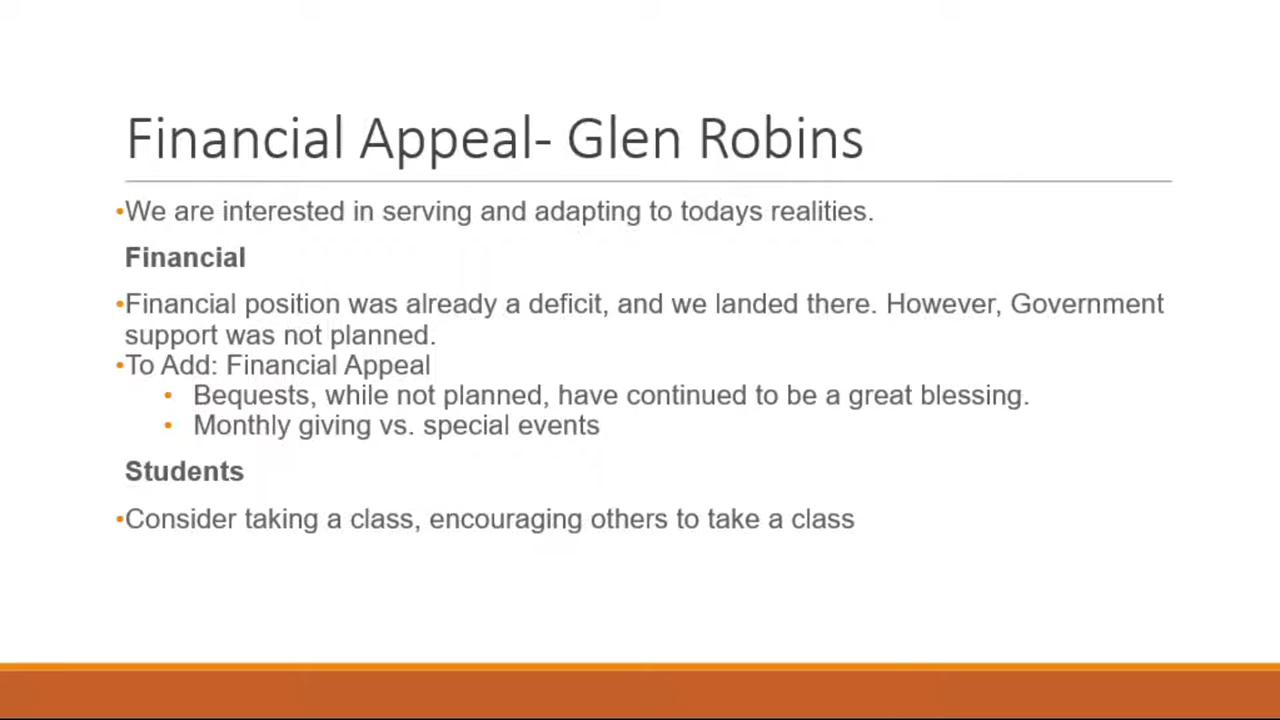 Financial Appeal- Glen Robins
•We are interested in serving and adapting to todays realities.
Financial
•Financial position was already a deficit, and we landed there. However, Government
support was not planned.
•To Add: Financial Appeal
• Bequests, while not planned, have continued to be a great blessing.
• Monthly giving vs. special events
Students
•Consider taking a class, encouraging others to take a class